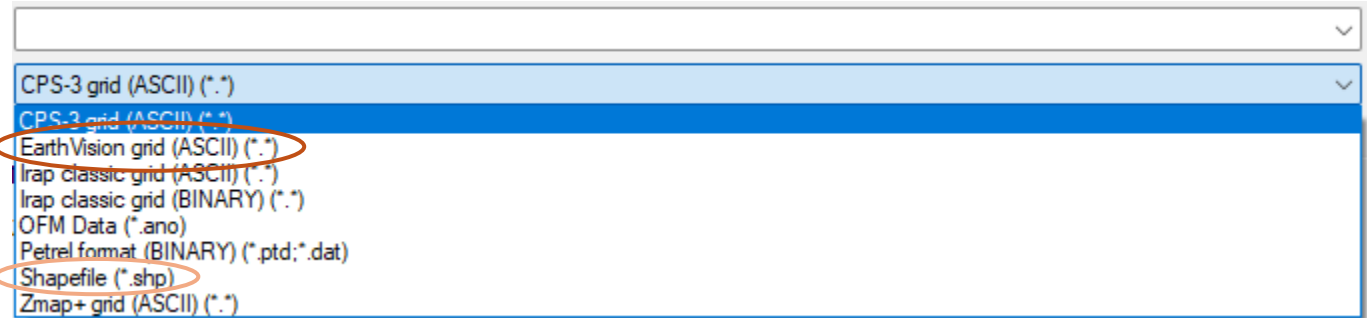 CPS-3 grid (ASCII) (*.*)
CPS-3 grid (ASCII) (*.*)
EarthVision grid (ASCII) (*.*)
Irap classic grid (ASCII) (*.*)
Irap classic grid (BINARY) (*.*)
OFM Data (*.ano)
Petrel format (BINARY) (*.ptd;*.dat)
Shapefile (*.shp)
Zmap+ grid (ASCII) (*.*)